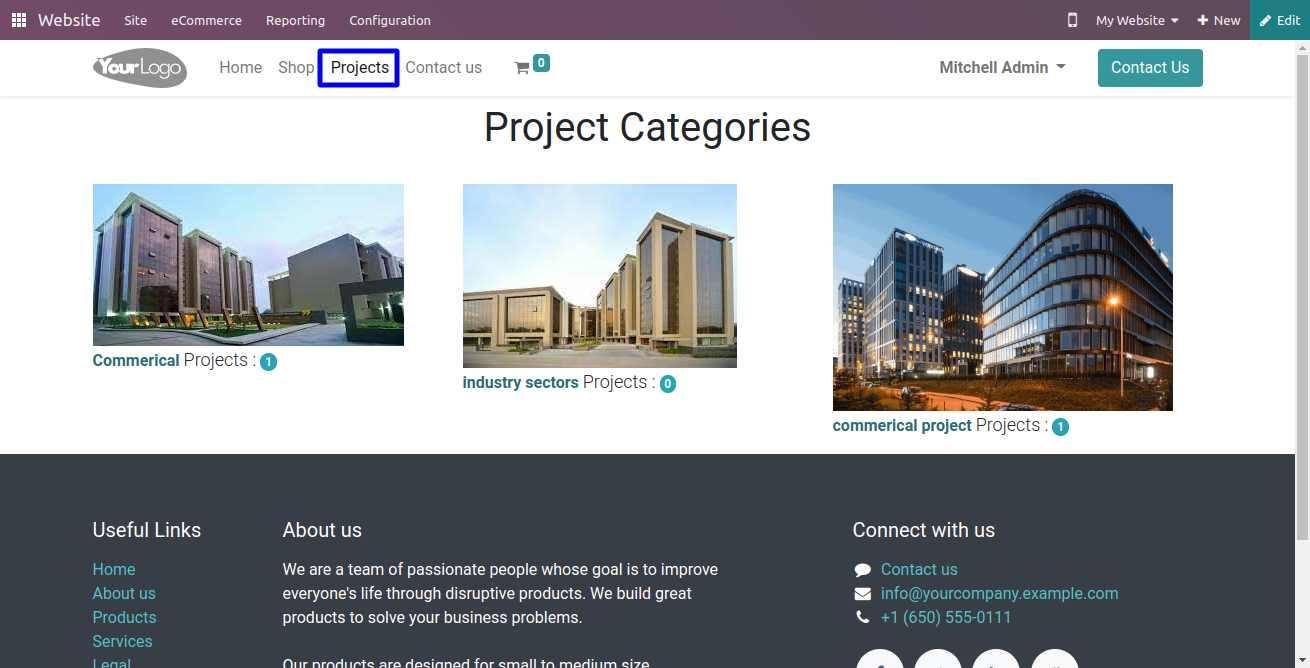 Website Site eCommerce Reporting Configuration My Website New Edit
YourLogo Home Shop Projects Contact us 0 Mitchell Admin Contact Us
Project Categories
Commerical Projects : 1
industry sectors Projects : 0
commerical project Projects : 1
Useful Links
Home
About us
Products
Services
Legal
About us
We are a team of passionate people whose goal is to improve
everyone's life through disruptive products. We build great
products to solve your business problems.
Our products are designed for small to medium size
Connect with us
Contact us
info@yourcompany.example.com
+1 (650) 555-0111